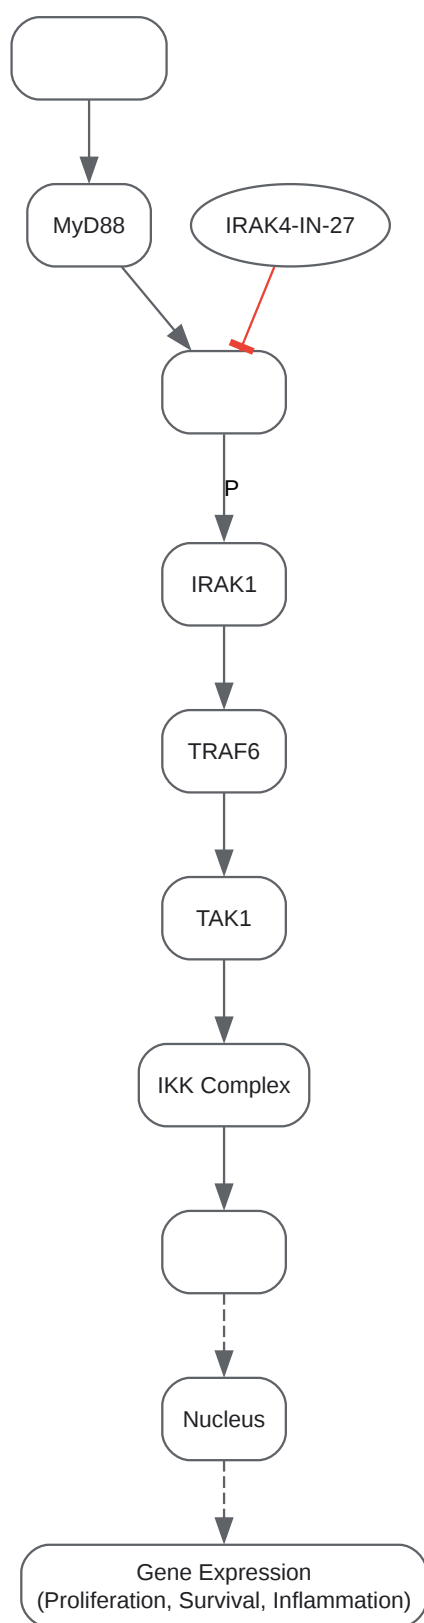 MyD88
IRAK4-IN-27
P
IRAK1
TRAF6
TAK1
IKK Complex
Nucleus
Gene Expression
(Proliferation, Survival, Inflammation)